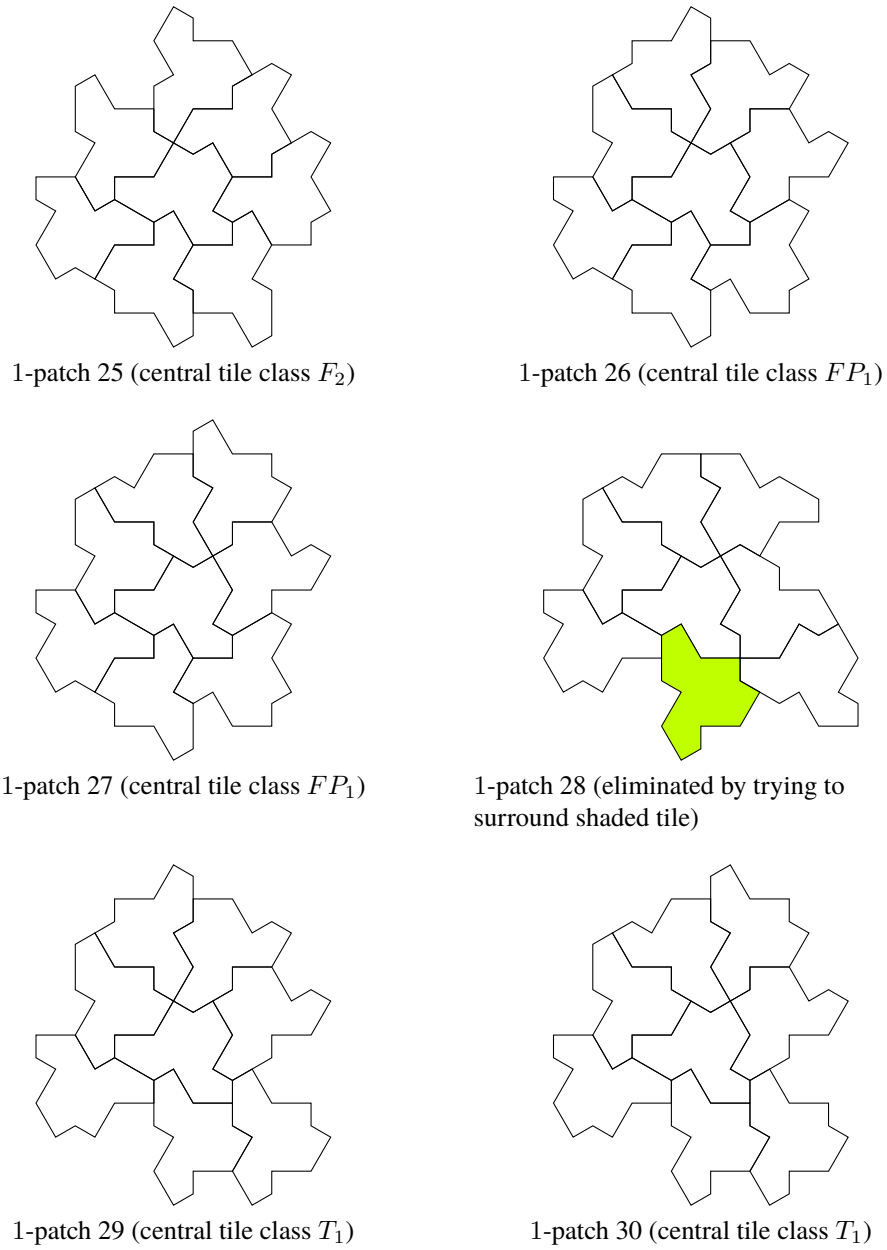 1-patch 25 (central tile class F₂)
1-patch 26 (central tile class FP₁)
1-patch 27 (central tile class FP₁)
1-patch 28 (eliminated by trying to
surround shaded tile)
1-patch 29 (central tile class T₁)
1-patch 30 (central tile class T₁)